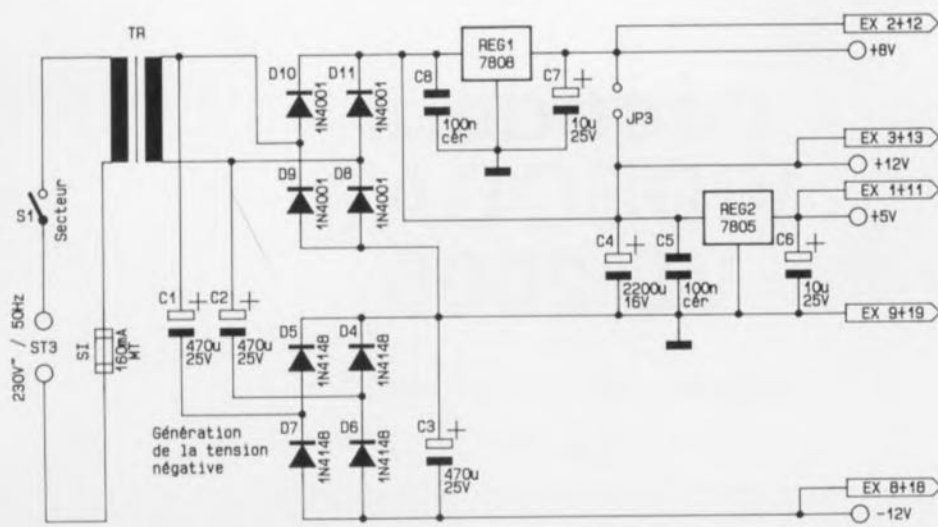 TR
EX 2+12
+8V
REG1
7808
D10
1N4001
D11
1N4001
C8
100n
cér
C7
+
10u
25V
JP3
EX 3+13
+12V
EX 1+11
+5V
REG2
7805
D9
1N4001
D8
1N4001
S1
Secteur
C4
+
2200u
16V
C5
100n
cér
C6
+
10u
25V
EX 9+19
C1
+
470u
25V
C2
+
470u
25V
D5
1N4148
D4
1N4148
230V~ / 50Hz
ST3
SI
160mA
MT
D7
1N4148
D6
1N4148
C3
+
470u
25V
Génération
de la tension
négative
EX 8+18
-12V